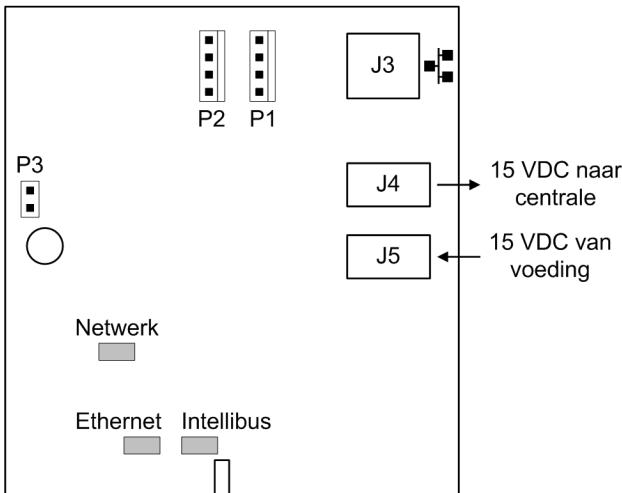 J3
P2 P1
P3
J4
15 VDC naar
centrale
J5
15 VDC van
voeding
Netwerk
Ethernet Intellibus